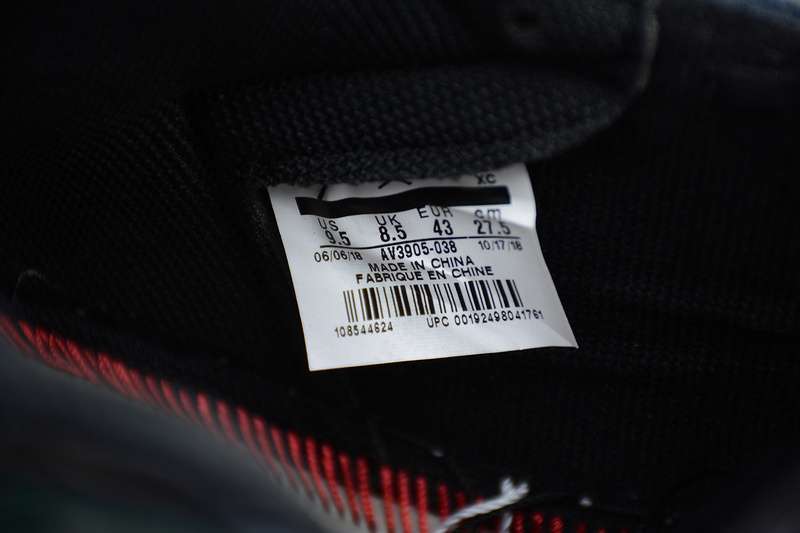 XC
US UK EUR cm
9.5 8.5 43 27.5
06/06/18 AV3905-038 10/17/18
MADE IN CHINA
FABRIQUE EN CHINE
108544624 UPC 00192498041761